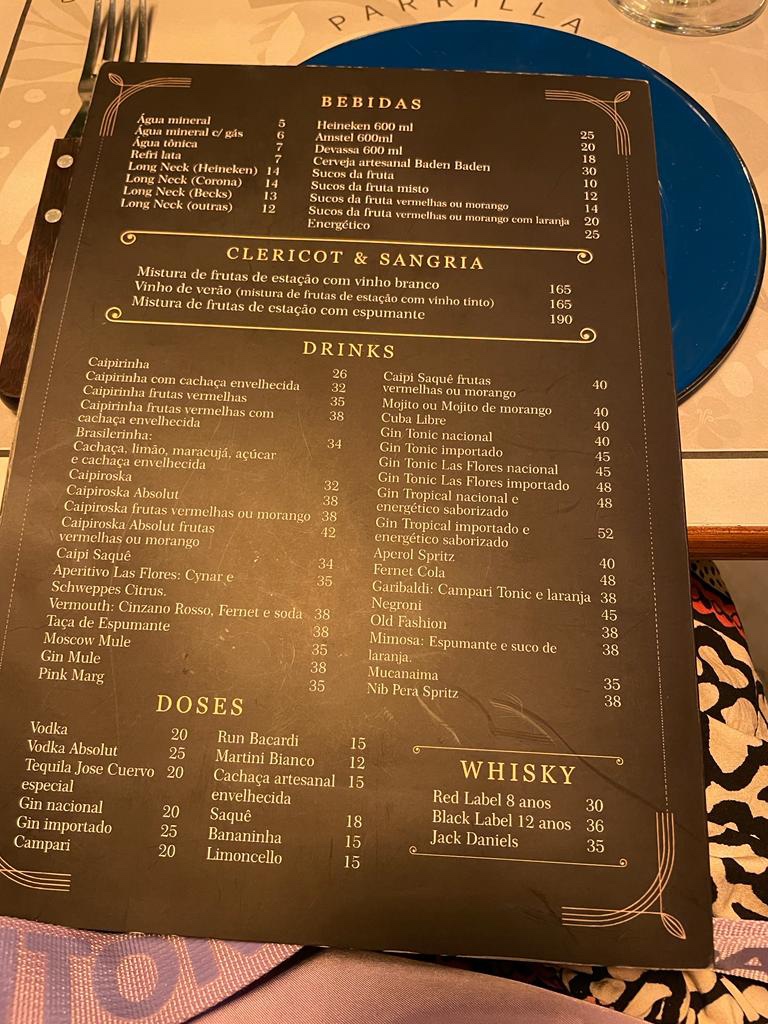 PARRILLA
BEBIDAS
Água mineral 5
Água mineral c/ gás 6
Água tônica 7
Refri lata 7
Long Neck (Heineken) 14
Long Neck (Corona) 14
Long Neck (Becks) 13
Long Neck (outras) 12
Heineken 600 ml 25
Amstel 600ml 20
Devassa 600 ml 18
Cerveja artesanal Baden Baden 30
Sucos da fruta 10
Sucos da fruta misto 12
Sucos da fruta vermelhas ou morango 14
Sucos da fruta vermelhas ou morango com laranja 20
Energético 25
CLERICOT & SANGRIA
Mistura de frutas de estação com vinho branco 165
Vinho de verão (mistura de frutas de estação com vinho tinto) 165
Mistura de frutas de estação com espumante 190
DRINKS
Caipirinha 26
Caipirinha com cachaça envelhecida 32
Caipirinha frutas vermelhas 35
Caipirinha frutas vermelhas com 38
cachaça envelhecida
Brasilerinha: 34
Cachaça, limão, maracujá, açúcar
e cachaça envelhecida
Caipiroska 32
Caipiroska Absolut 38
Caipiroska frutas vermelhas ou morango 38
Caipiroska Absolut frutas 42
vermelhas ou morango
Caipi Saquê 34
Aperitivo Las Flores: Cynar e 35
Schweppes Citrus.
Vermouth: Cinzano Rosso, Fernet e soda 38
Taça de Espumante 38
Moscow Mule 35
Gin Mule 38
Pink Marg 35
Caipi Saquê frutas 40
vermelhas ou morango
Mojito ou Mojito de morango 40
Cuba Libre 40
Gin Tonic nacional 40
Gin Tonic importado 45
Gin Tonic Las Flores nacional 45
Gin Tonic Las Flores importado 48
Gin Tropical nacional e 48
energético saborizado
Gin Tropical importado e 52
energético saborizado
Aperol Spritz 40
Fernet Cola 48
Garibaldi: Campari Tonic e laranja 38
Negroni 45
Old Fashion 38
Mimosa: Espumante e suco de 38
laranja.
Mucanaima 35
Nib Pera Spritz 38
DOSES
Vodka 20
Vodka Absolut 25
Tequila Jose Cuervo 20
especial
Gin nacional 20
Gin importado 25
Campari 20
Run Bacardi 15
Martini Bianco 12
Cachaça artesanal 15
envelhecida
Saquê 18
Bananinha 15
Limoncello 15
WHISKY
Red Label 8 anos 30
Black Label 12 anos 36
Jack Daniels 35